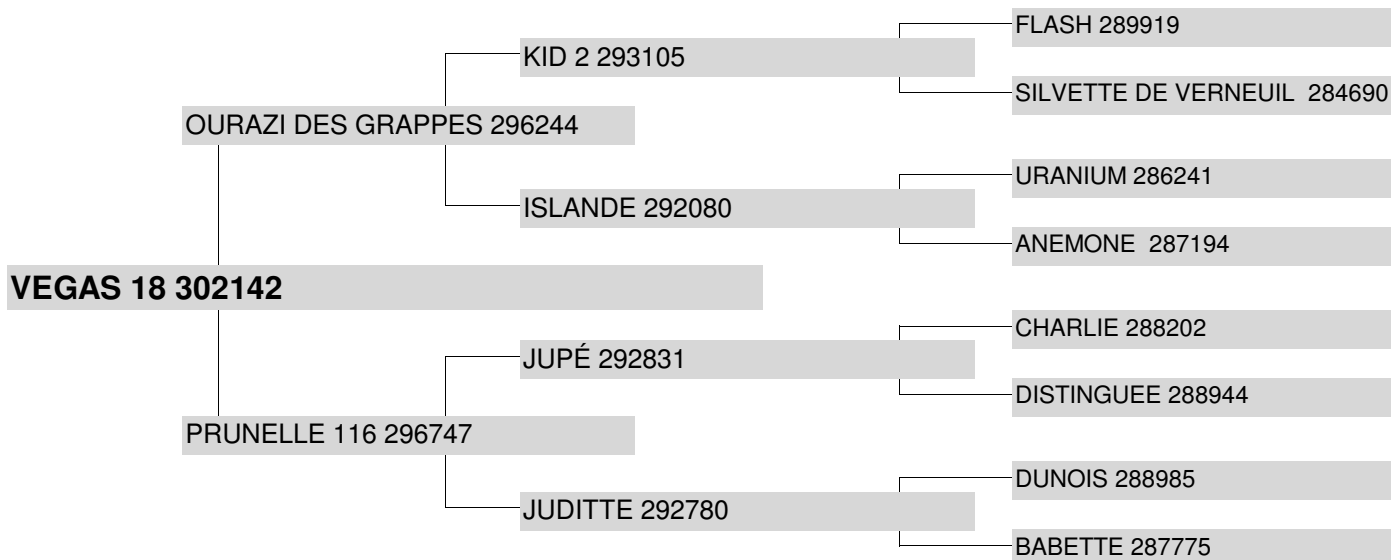 FLASH 289919
KID 2 293105
SILVETTE DE VERNEUIL 284690
OURAZI DES GRAPPES 296244
URANIUM 286241
ISLANDE 292080
ANEMONE 287194
VEGAS 18 302142
CHARLIE 288202
JUPÉ 292831
DISTINGUEE 288944
PRUNELLE 116 296747
DUNOIS 288985
JUDITTE 292780
BABETTE 287775